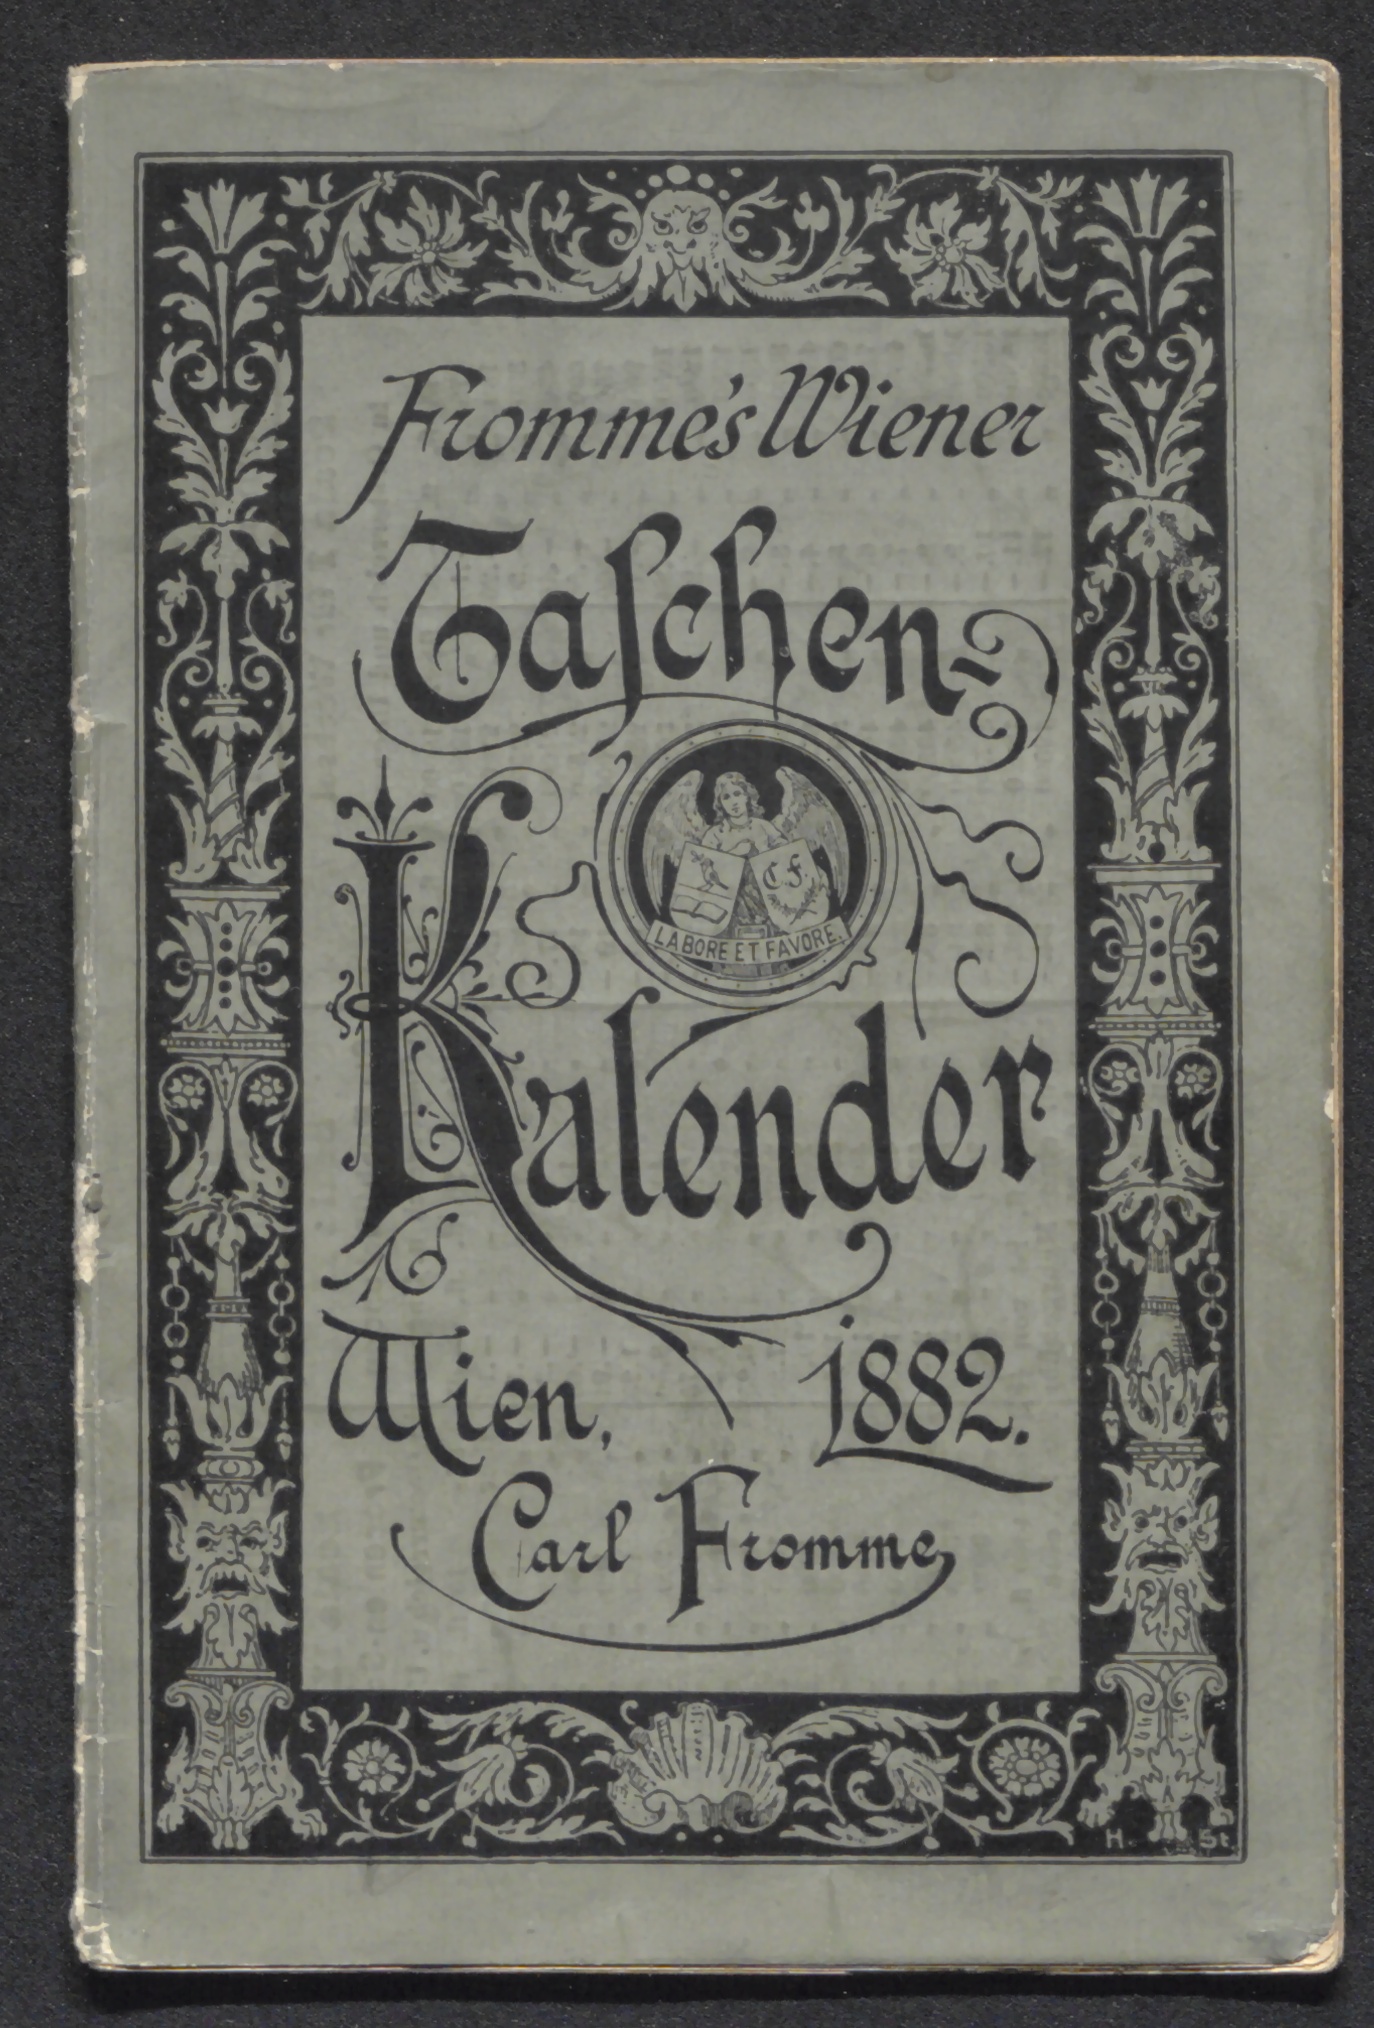 Fromme's Wiener
Taſchen-
C. F.
LABORE ET FAVORE.
Kalender
Wien, 1882.
Carl Fromme
H. St.